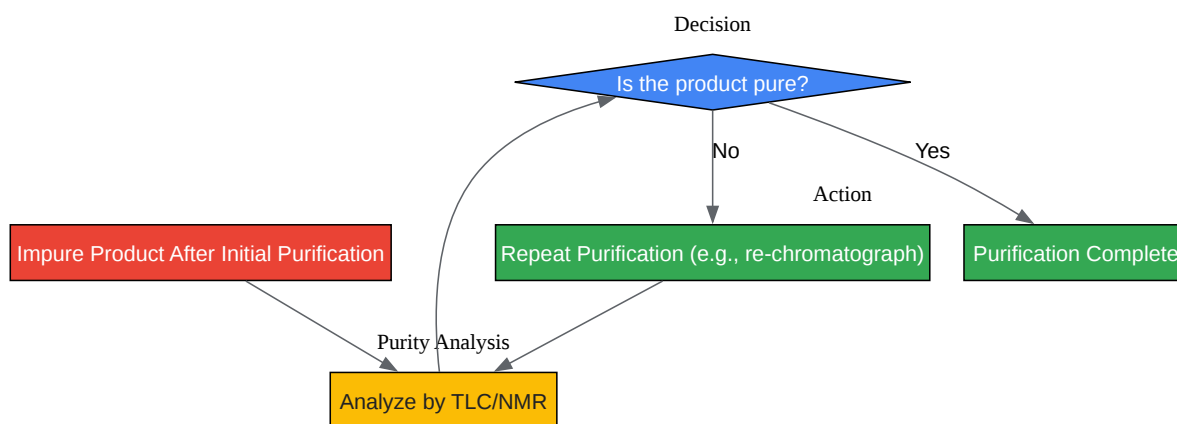 Decision
Is the product pure?
No
Yes
Action
Impure Product After Initial Purification
Repeat Purification (e.g., re-chromatograph)
Purification Complete
Purity Analysis
Analyze by TLC/NMR